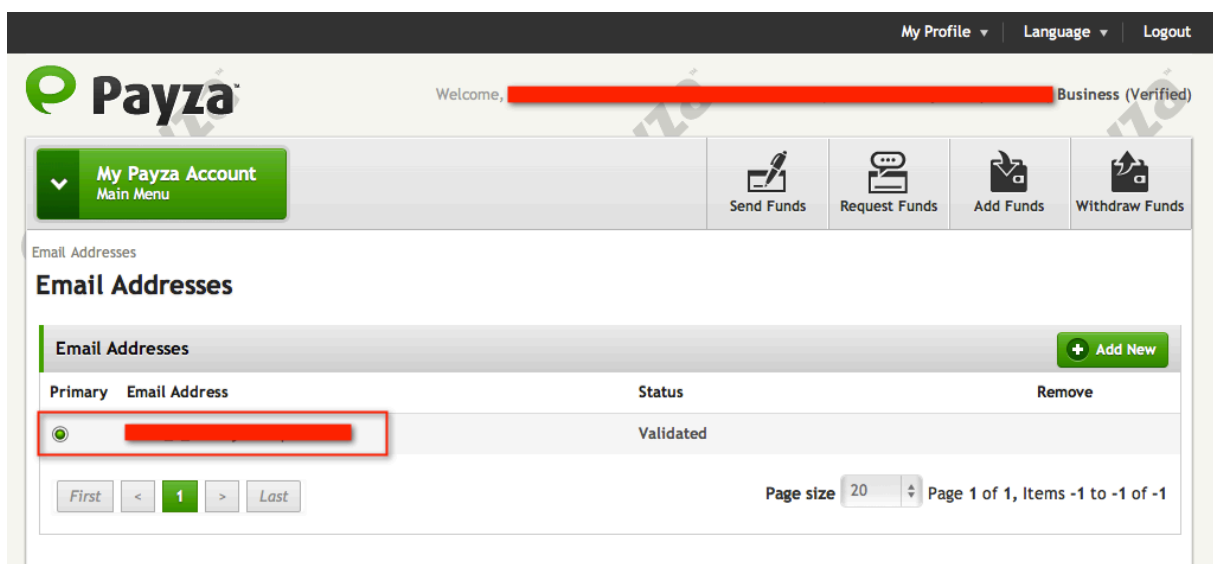 My Profile Language Logout
Payza™
Welcome, Business (Verified)
My Payza Account
Main Menu
Send Funds Request Funds Add Funds Withdraw Funds
Email Addresses
Email Addresses
Email Addresses Add New
Primary Email Address Status Remove
Validated
First < 1 > Last Page size 20 Page 1 of 1, Items -1 to -1 of -1